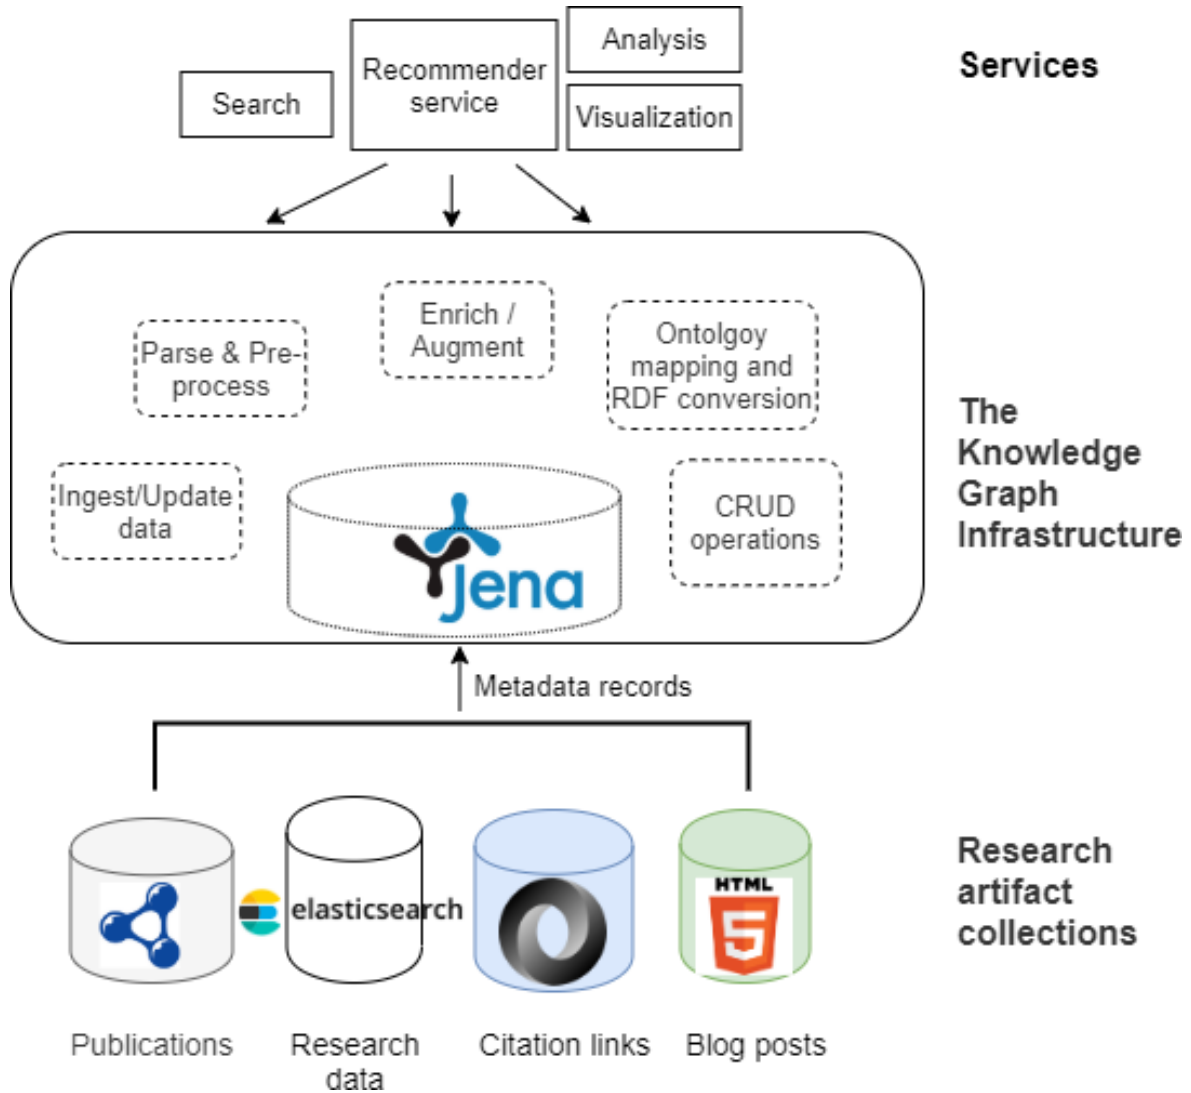 Analysis
Services
Recommender
service
Search
Visualization
Enrich /
Augment
Ontolgoy
mapping and
RDF conversion
Parse & Pre-
process
The
Knowledge
Graph
Infrastructure
Ingest/Update
data
CRUD
operations
Jena
Metadada records
HTML
5
elasticsearch
Research
artifact
collections
Publications
Research
data
Citation links
Blog posts